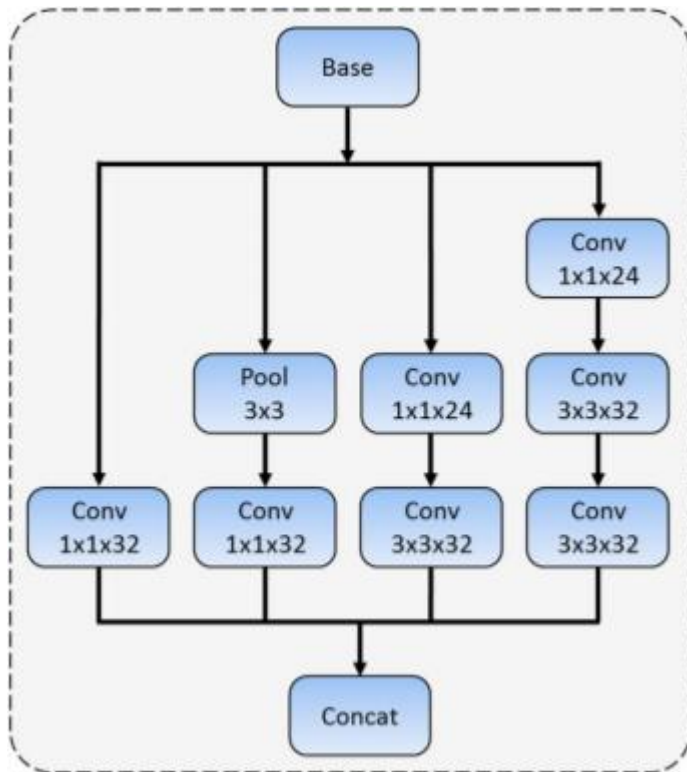 Base
Conv
1x1x24
Pool
3x3
Conv
1x1x24
Conv
3x3x32
Conv
1x1x32
Conv
1x1x32
Conv
3x3x32
Conv
3x3x32
Concat